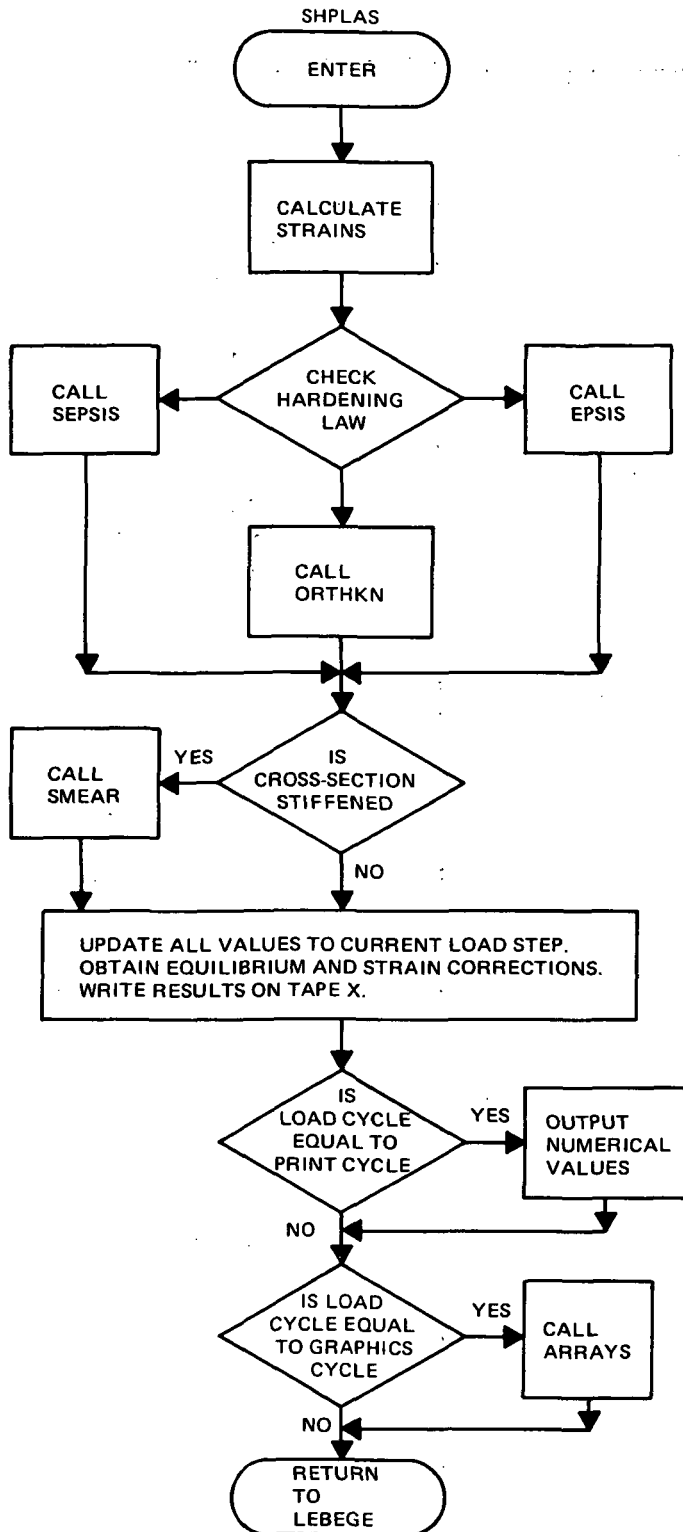 SHPLAS
ENTER
CALCULATE
STRAINS
CALL
SEPSIS
CHECK
HARDENING
LAW
CALL
EPSIS
CALL
ORTHKN
CALL
SMEAR
YES
IS
CROSS-SECTION
STIFFENED
NO
UPDATE ALL VALUES TO CURRENT LOAD STEP.
OBTAIN EQUILIBRIUM AND STRAIN CORRECTIONS.
WRITE RESULTS ON TAPE X.
IS
LOAD CYCLE
EQUAL TO
PRINT CYCLE
YES
OUTPUT
NUMERICAL
VALUES
NO
IS LOAD
CYCLE EQUAL
TO GRAPHICS
CYCLE
YES
CALL
ARRAYS
NO
RETURN
TO
LEBEGE